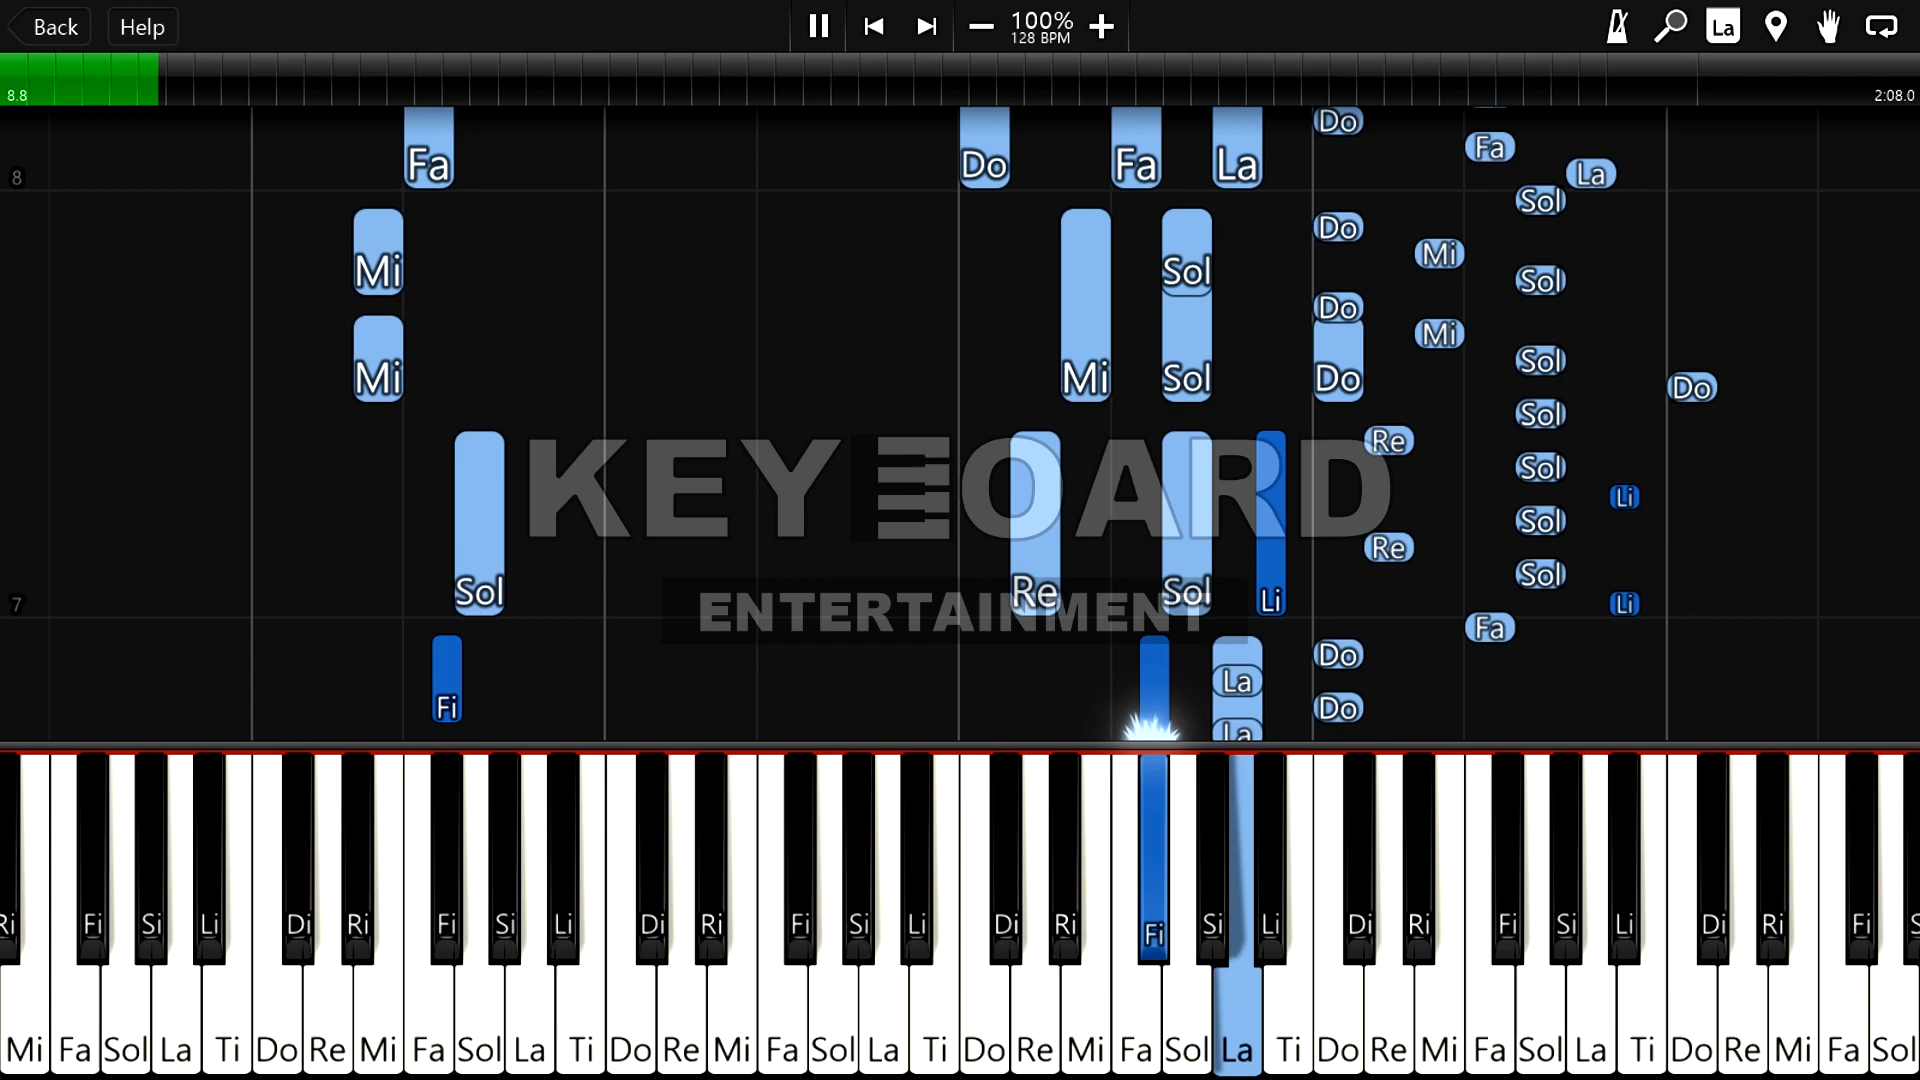 Back Help 100% La
128 BPM
8.8 2:08.0
Do
Fa Do Fa La Fa
8 La
Sol
Do
Mi Sol Mi
Sol
Do
Mi
Sol
Mi Mi Sol Do Do
Sol
KEYBOARD Re
Sol
Li
Sol
Re
Sol
Sol Re Sol Li
7 ENTERTAINMENT Li
Fa
Do
La
Fi Do
La
Ri Fi Si Li Di Ri Fi Si Li Di Ri Fi Si Li Di Ri Fi Si Li Di Ri Fi Si Li Di Ri Fi S
Mi Fa Sol La Ti Do Re Mi Fa Sol La Ti Do Re Mi Fa Sol La Ti Do Re Mi Fa Sol La Ti Do Re Mi Fa Sol La Ti Do Re Mi Fa Sol